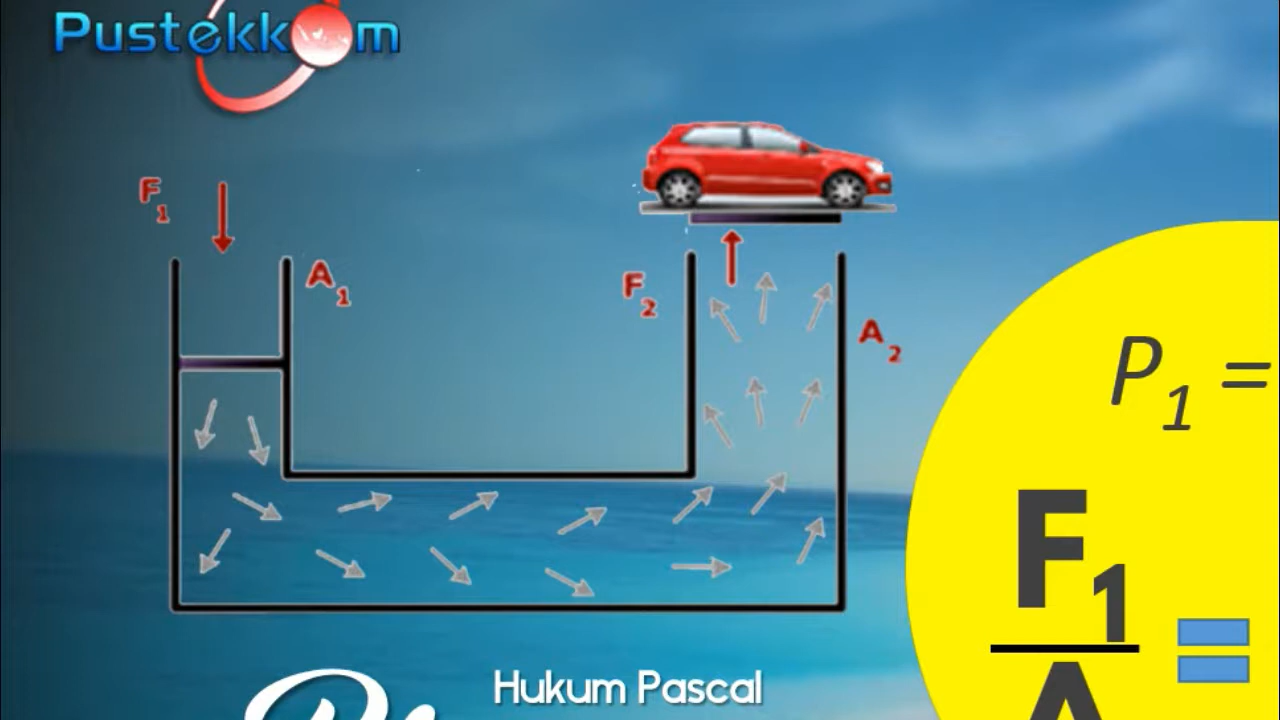 Pustekkom
F1
A1
F2
A2
P1 =
F1
=
Hukum Pascal